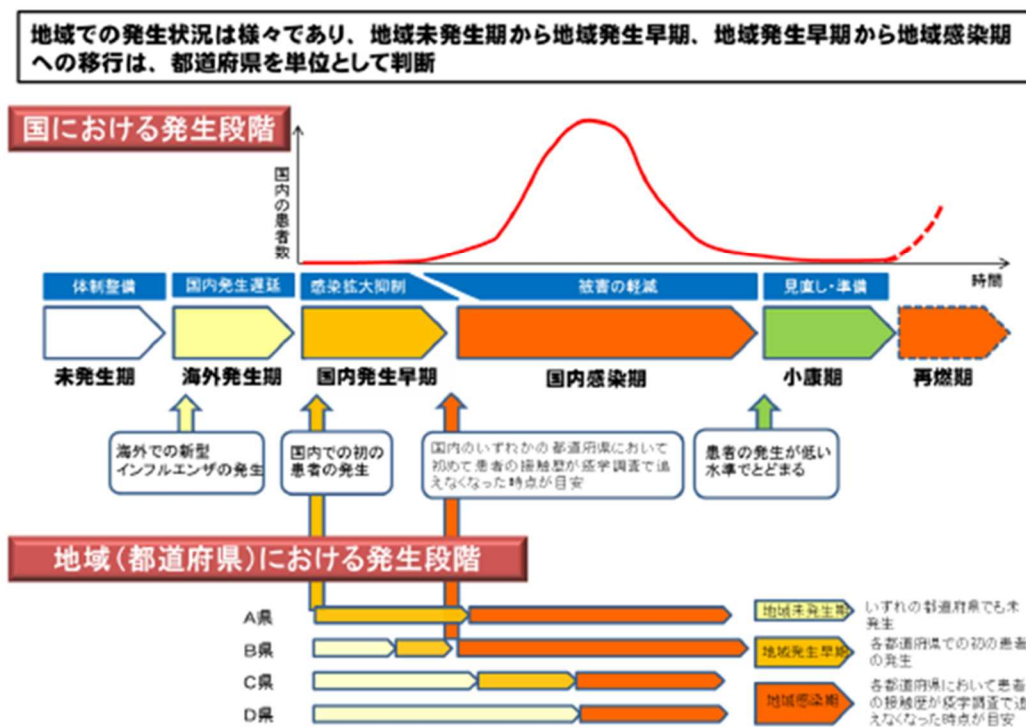 地域での発生状況は様々であり、地域未発生期から地域発生早期、地域発生早期から地域感染期
への移行は、都道府県を単位として判断
国における発生段階
国内の患者数
時間
体制整備
国内発生遅延
感染拡大抑制
被害の軽減
見直し・準備
未発生期
海外発生期
国内発生早期
国内感染期
小康期
再燃期
海外での新型
インフルエンザの発生
国内での初の
患者の発生
国内のいずれかの都道府県において
初めて患者の接触歴が疫学調査で追
えなくなった時点が目安
患者の発生が低い
水準でとどまる
地域(都道府県)における発生段階
A県
B県
C県
D県
地域未発生期
いずれの都道府県でも未
発生
地域発生早期
各都道府県での初の患者
の発生
地域感染期
各都道府県において患者
の接触歴が疫学調査で追
えなくなった時点が目安